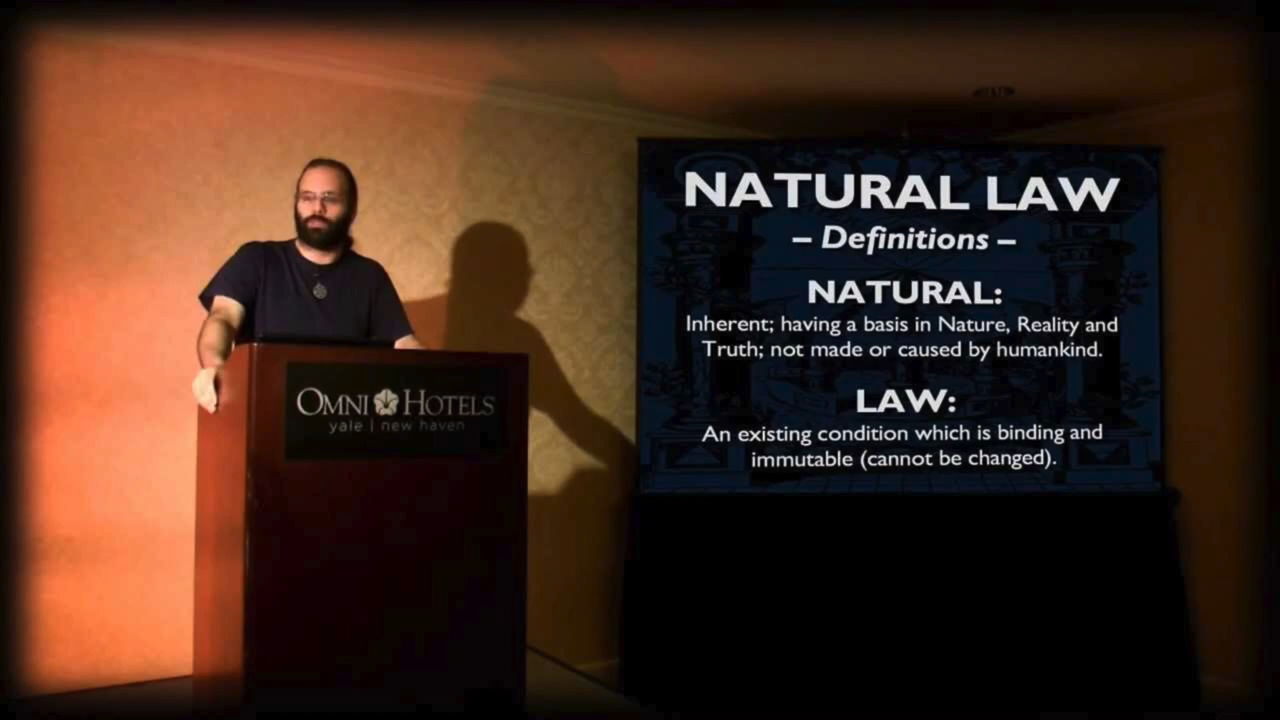 OMNI HOTELS
yale | new haven
NATURAL LAW
– Definitions –
NATURAL:
Inherent; having a basis in Nature, Reality and
Truth; not made or caused by humankind.
LAW:
An existing condition which is binding and
immutable (cannot be changed).